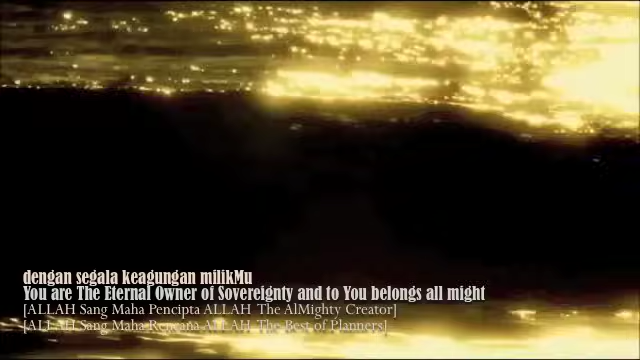 dengan segala keagungan milikMu
You are The Eternal Owner of Sovereignty and to You belongs all might
[ALLAH Sang Maha Pencipta ALLAH The AlMighty Creator]
[ALLAH Sang Maha Rencana ALLAH The Best of Planners]